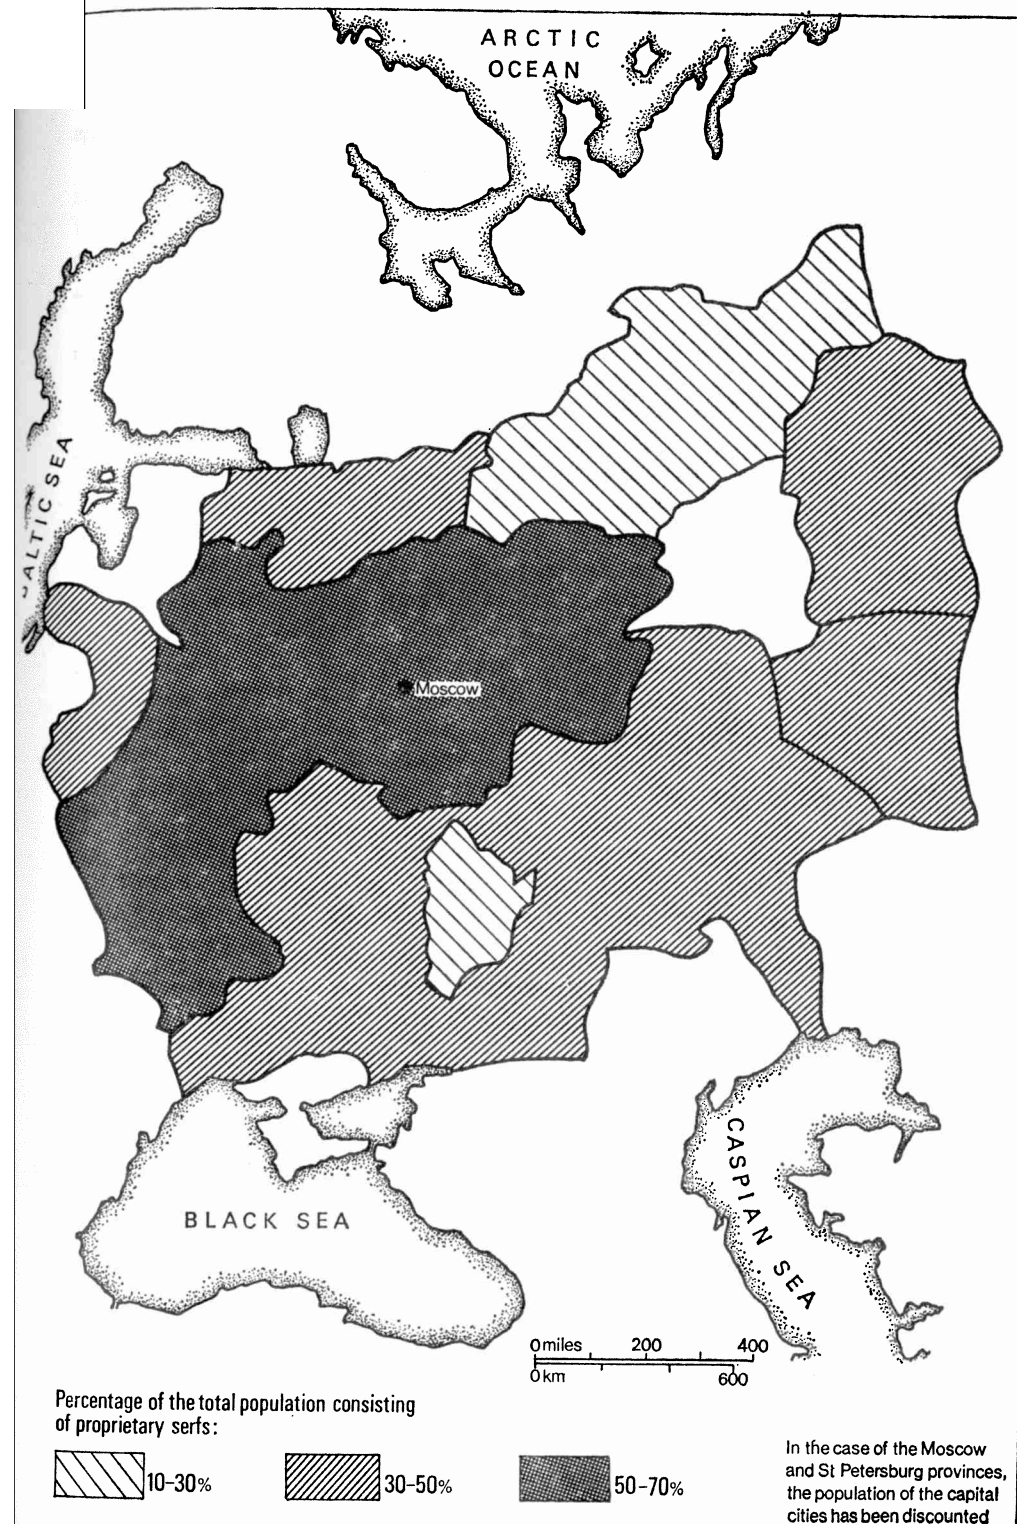 ARCTIC
OCEAN
BALTIC SEA
Moscow
CASPIAN SEA
BLACK SEA
0 miles 200 400
0 km 600
Percentage of the total population consisting
of proprietary serfs:
10-30% 30-50% 50-70%
In the case of the Moscow
and St Petersburg provinces,
the population of the capital
cities has been discounted